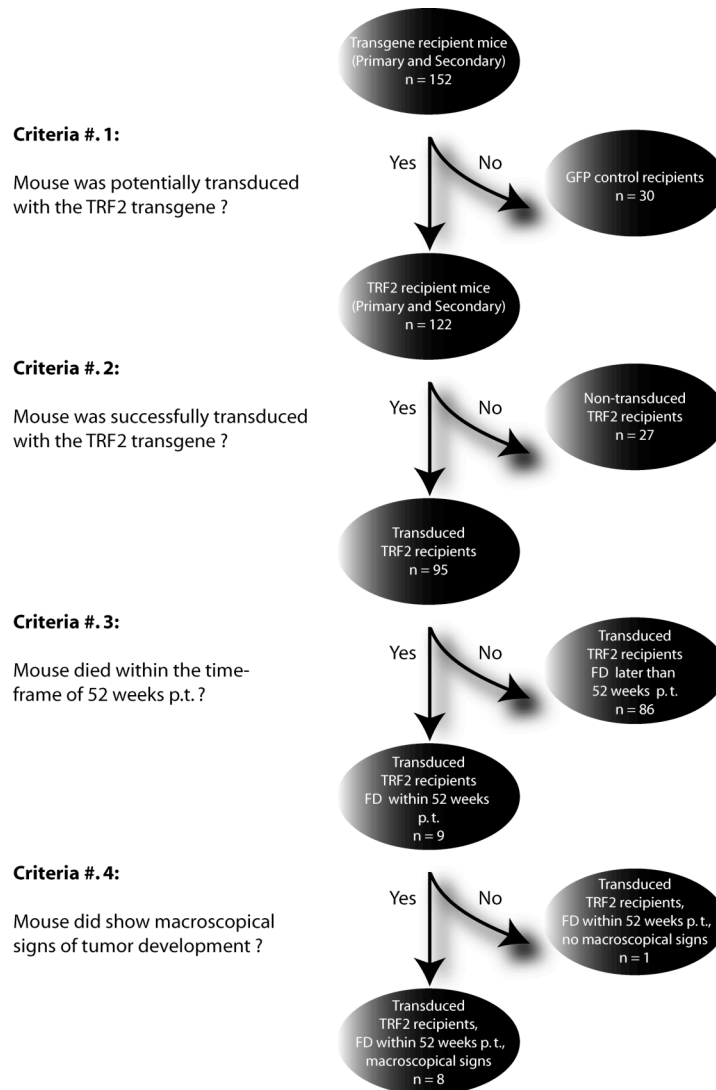 Transgene recipient mice
(Primary and Secondary)
n = 152
Criteria #. 1:
Mouse was potentially transduced
with the TRF2 transgene ?
Yes
No
GFP control recipients
n = 30
TRF2 recipient mice
(Primary and Secondary)
n = 122
Criteria #. 2:
Mouse was successfully transduced
with the TRF2 transgene ?
Yes
No
Non-transduced
TRF2 recipients
n = 27
Transduced
TRF2 recipients
n = 95
Criteria #. 3:
Mouse died within the time-
frame of 52 weeks p.t. ?
Yes
No
Transduced
TRF2 recipients
FD later than
52 weeks p.t.
n = 86
Transduced
TRF2 recipients
FD within 52 weeks
p.t.
n = 9
Criteria #. 4:
Mouse did show macroscopical
signs of tumor development ?
Yes
No
Transduced
TRF2 recipients,
FD within 52 weeks p.t.,
no macroscopical signs
n = 1
Transduced
TRF2 recipients,
FD within 52 weeks p.t.,
macroscopical signs
n = 8